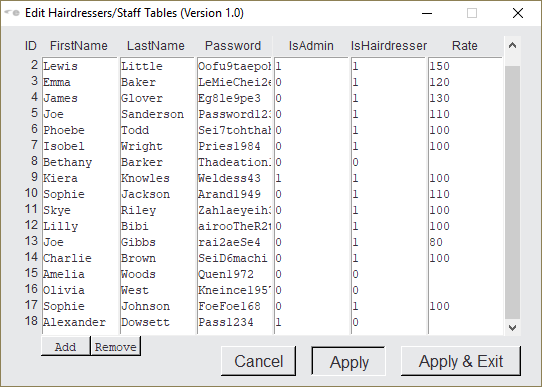 Edit Hairdressers/Staff Tables (Version 1.0)
ID FirstName LastName Password IsAdmin IsHairdresser Rate
2 Lewis Little Oofu9taepoh 1 1 150
3 Emma Baker LeMieChei2e 0 1 120
4 James Glover Eg8le9pe3 0 1 130
5 Joe Sanderson Password123 0 1 110
6 Phoebe Todd Sei7tohthah 0 1 100
7 Isobel Wright Pries1984 0 1 100
8 Bethany Barker Thadeation1 0 0
9 Kiera Knowles Weldess43 1 1 100
10 Sophie Jackson Arand1949 0 1 110
11 Skye Riley Zahlaeyeih3 0 1 100
12 Lilly Bibi airooTheR2t 0 1 100
13 Joe Gibbs rai2aeSe4 0 1 80
14 Charlie Brown SeiD6machi 0 1 100
15 Amelia Woods Quen1972 0 0
16 Olivia West Kneince1957 0 0
17 Sophie Johnson FoeFoe168 0 1 100
18 Alexander Dowsett Pass1234 1 0
Add Remove
Cancel Apply Apply & Exit